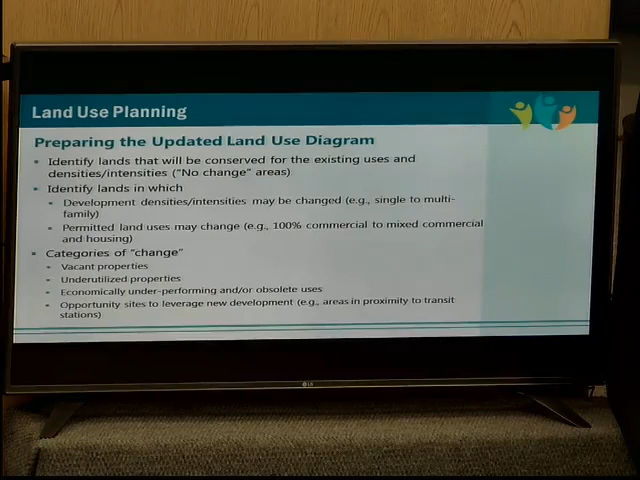 Land Use Planning
Preparing the Updated Land Use Diagram
• Identify lands that will be conserved for the existing uses and
densities/intensities ("No change" areas)
• Identify lands in which
• Development densities/intensities may be changed (e.g., single to multi-
family)
• Permitted land uses may change (e.g., 100% commercial to mixed commercial
and housing)
• Categories of "change"
• Vacant properties
• Underutilized properties
• Economically under-performing and/or obsolete uses
• Opportunity sites to leverage new development (e.g., areas in proximity to transit
stations)
LG